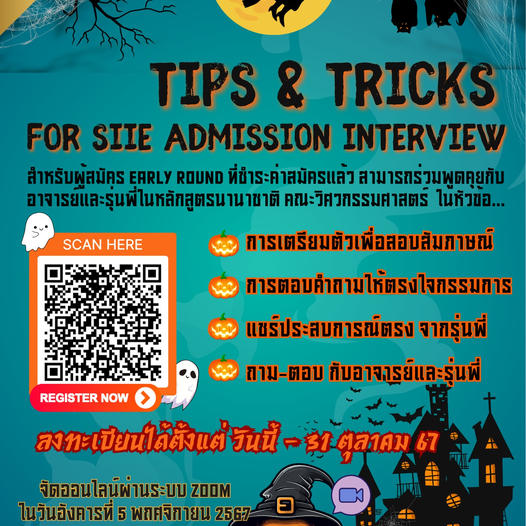 TIPS & TRICKS
FOR SIIE ADMISSION INTERVIEW
สำหรับผู้สมัคร EARLY ROUND ที่ชำระค่าสมัครแล้ว สามารถร่วมพูดคุยกับ
อาจารย์และรุ่นพี่ในหลักสูตรนานาชาติ คณะวิศวกรรมศาสตร์ ในหัวข้อ...
SCAN HERE
REGISTER NOW
การเตรียมตัวเพื่อสอบสัมภาษณ์
การตอบคำถามให้ตรงใจกรรมการ
แชร์ประสบการณ์ตรง จากรุ่นพี่
ถาม-ตอบ กับอาจารย์และรุ่นพี่
ลงทะเบียนได้ตั้งแต่ วันนี้ - 31 ตุลาคม 67
จัดออนไลน์ผ่านระบบ ZOOM
ในวันอังคารที่ 5 พฤศจิกายน 2567